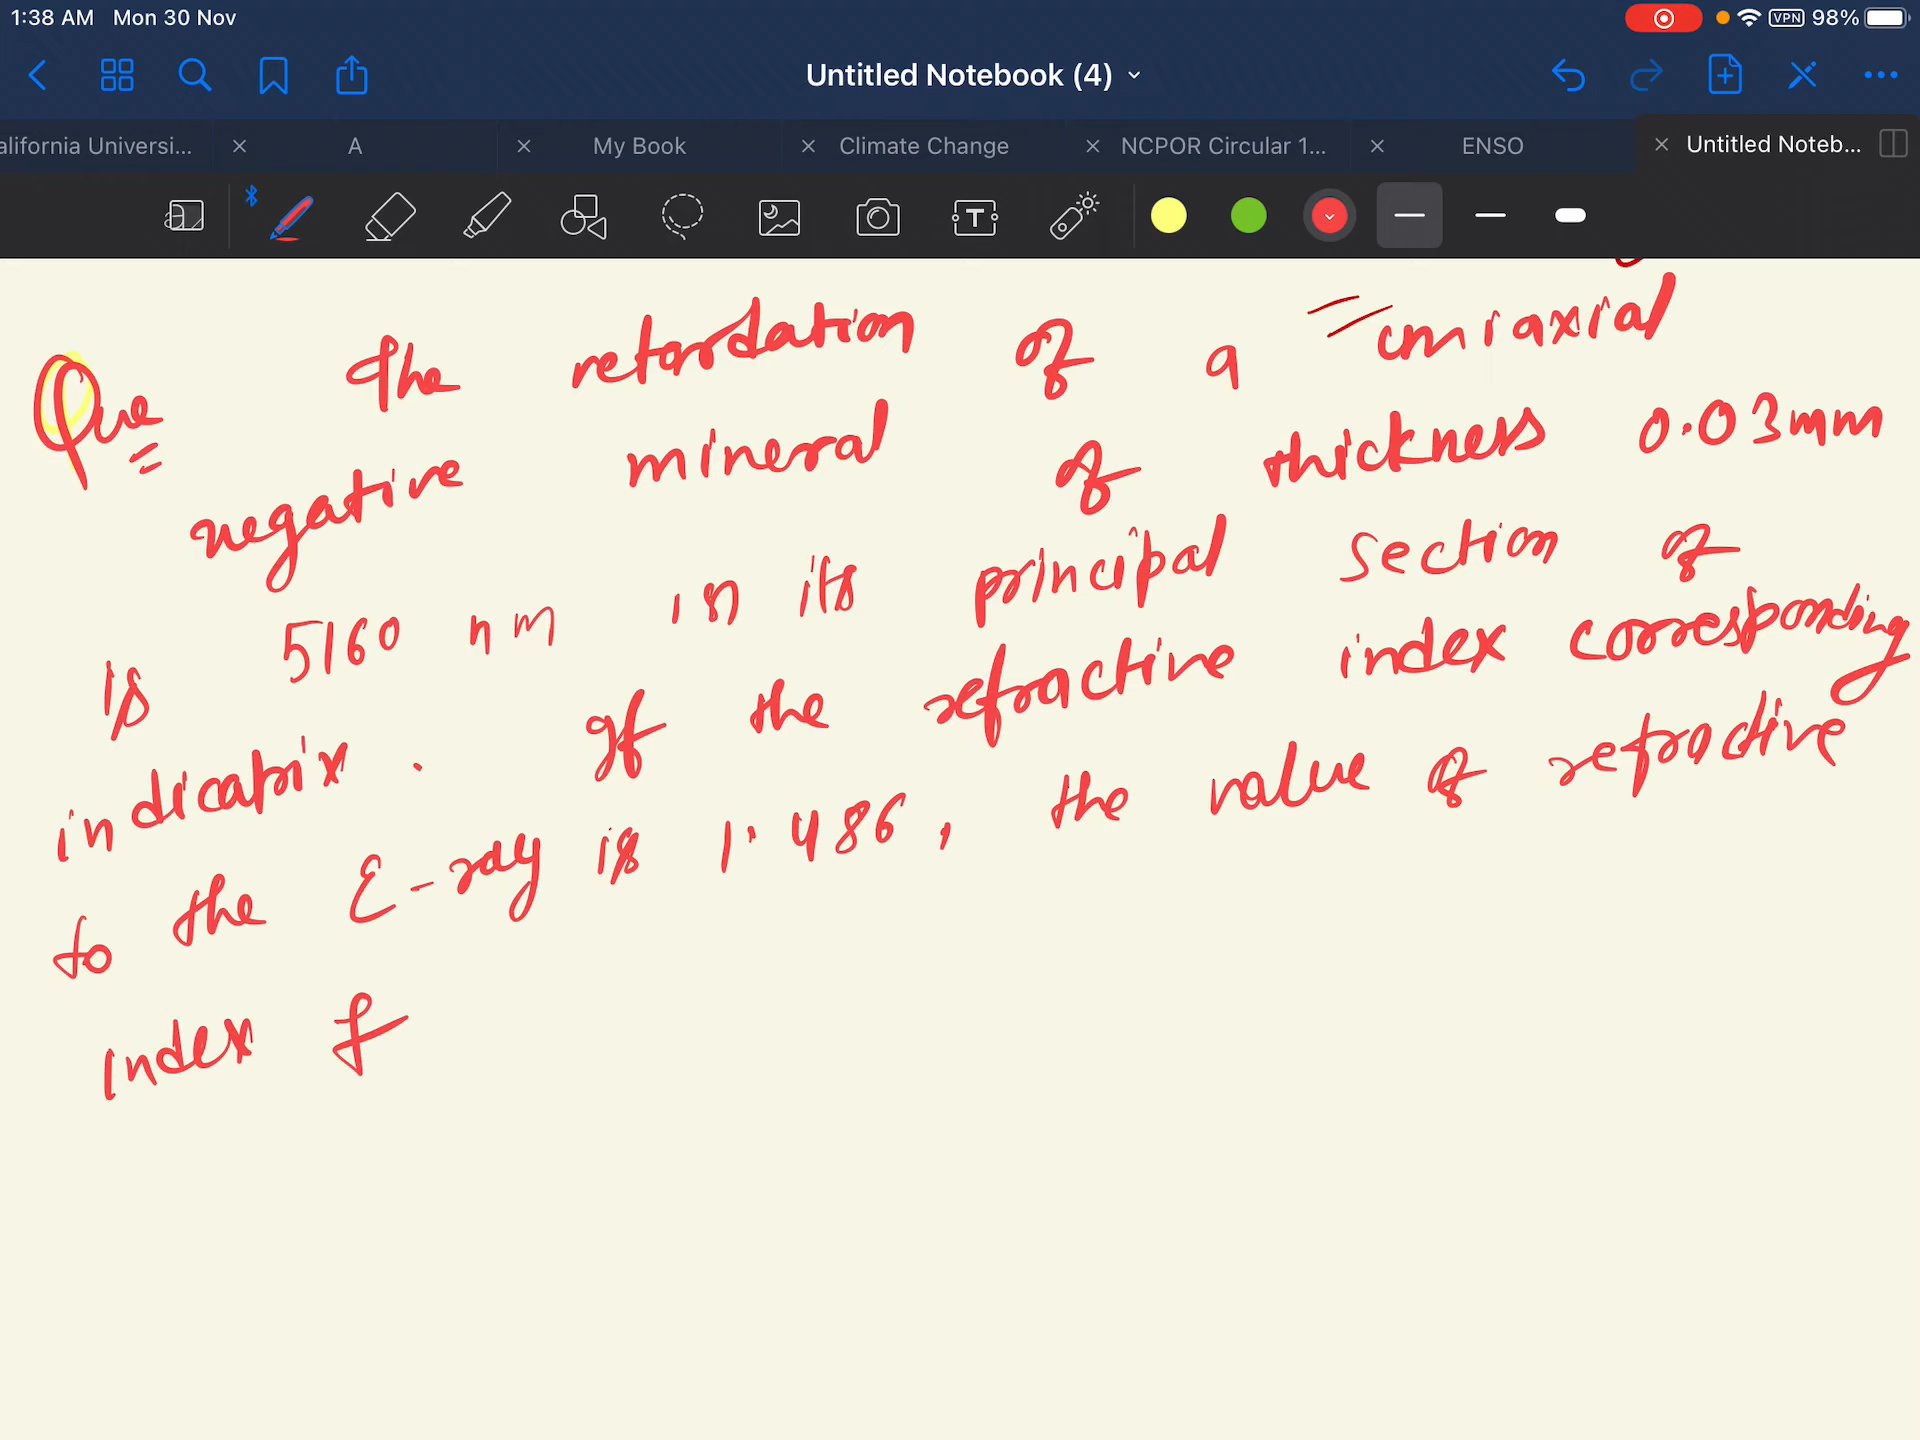 1:38 AM Mon 30 Nov VPN 98%
Untitled Notebook (4)
alifornia Universi... A My Book Climate Change NCPOR Circular 1... ENSO Untitled Noteb...
Que The retardation of a uniaxial
negative mineral of thickness 0.03mm
is 5160 nm in its principal section of
indicatrix. If the refractive index corresponding
to the E-ray is 1.486, the value of refractive
index f